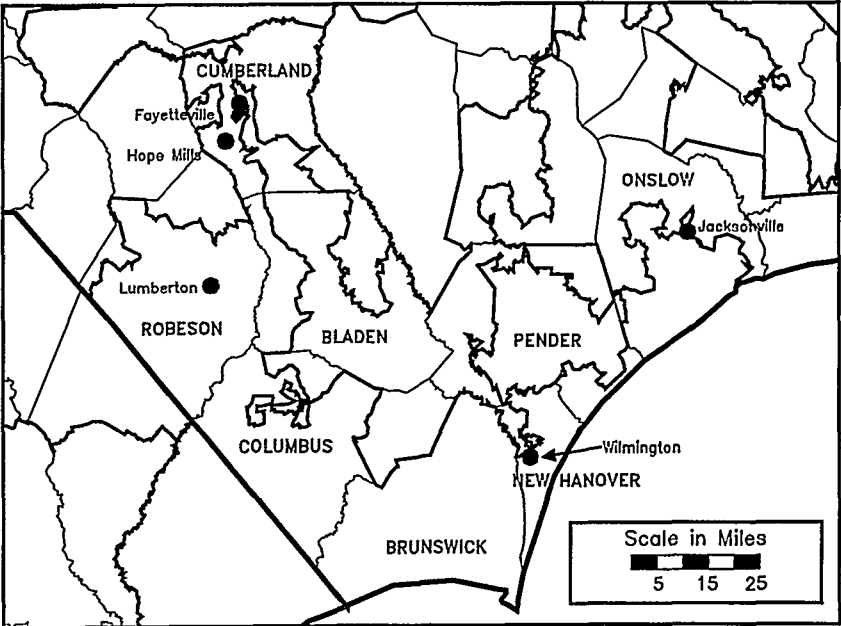 CUMBERLAND
Fayetteville
Hope Mills
ONSLOW
Jacksonville
Lumberton
ROBESON
BLADEN
PENDER
COLUMBUS
Wilmington
NEW HANOVER
BRUNSWICK
Scale in Miles
5 15 25